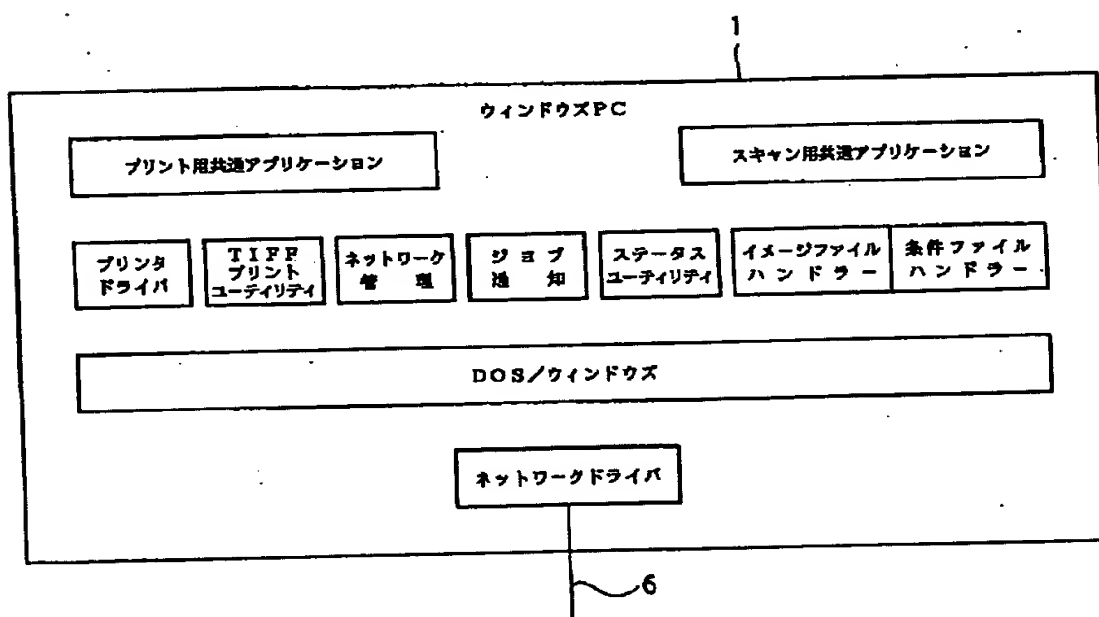 1
ウィンドウズPC
プリント用共通アプリケーション
スキャン用共通アプリケーション
プリンタ
ドライバ
TIFF
プリント
ユーティリティ
ネットワーク
管理
ジョブ
通知
ステータス
ユーティリティ
イメージファイル
ハンドラー
条件ファイル
ハンドラー
DOS/ウィンドウズ
ネットワークドライバ
6